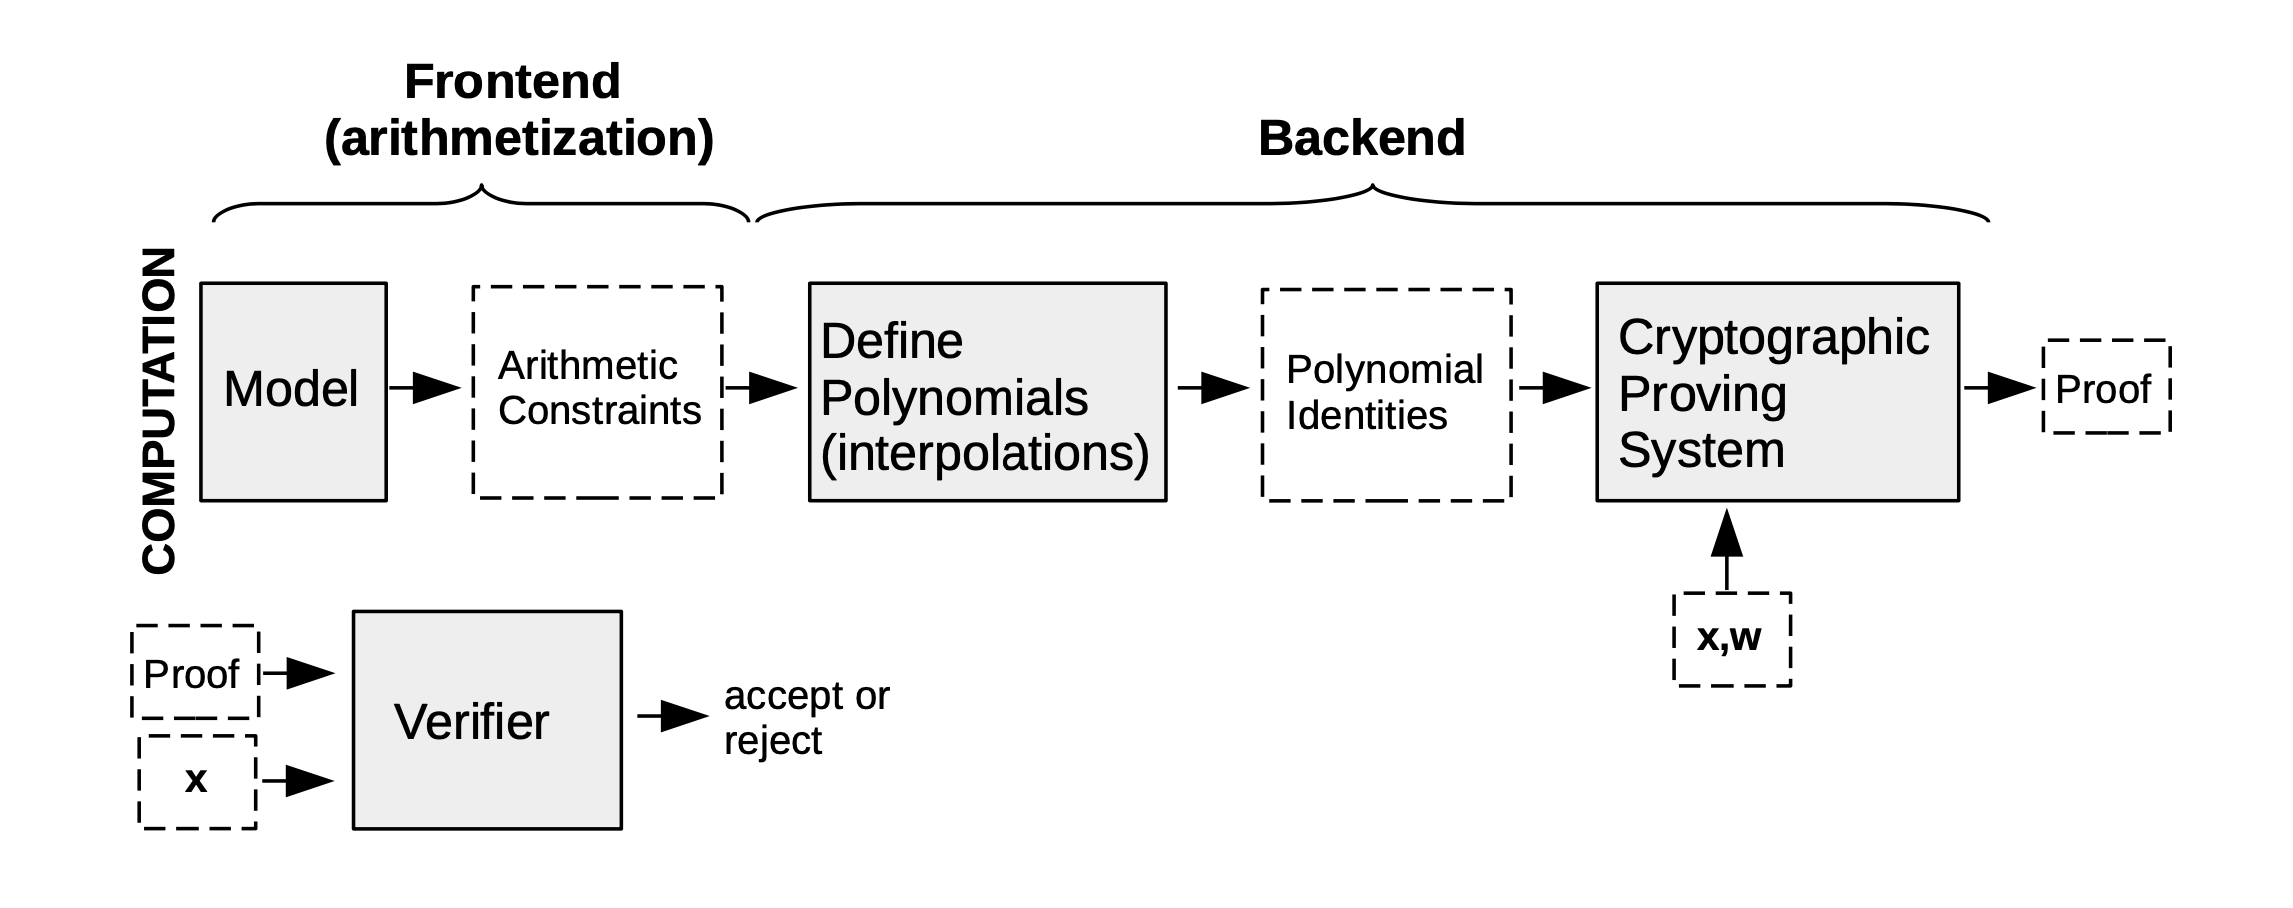 Frontend
(arithmetization)
Backend
COMPUTATION
Model
Arithmetic
Constraints
Define
Polynomials
(interpolations)
Polynomial
Identities
Cryptographic
Proving
System
Proof
x,w
Proof
x
Verifier
accept or
reject